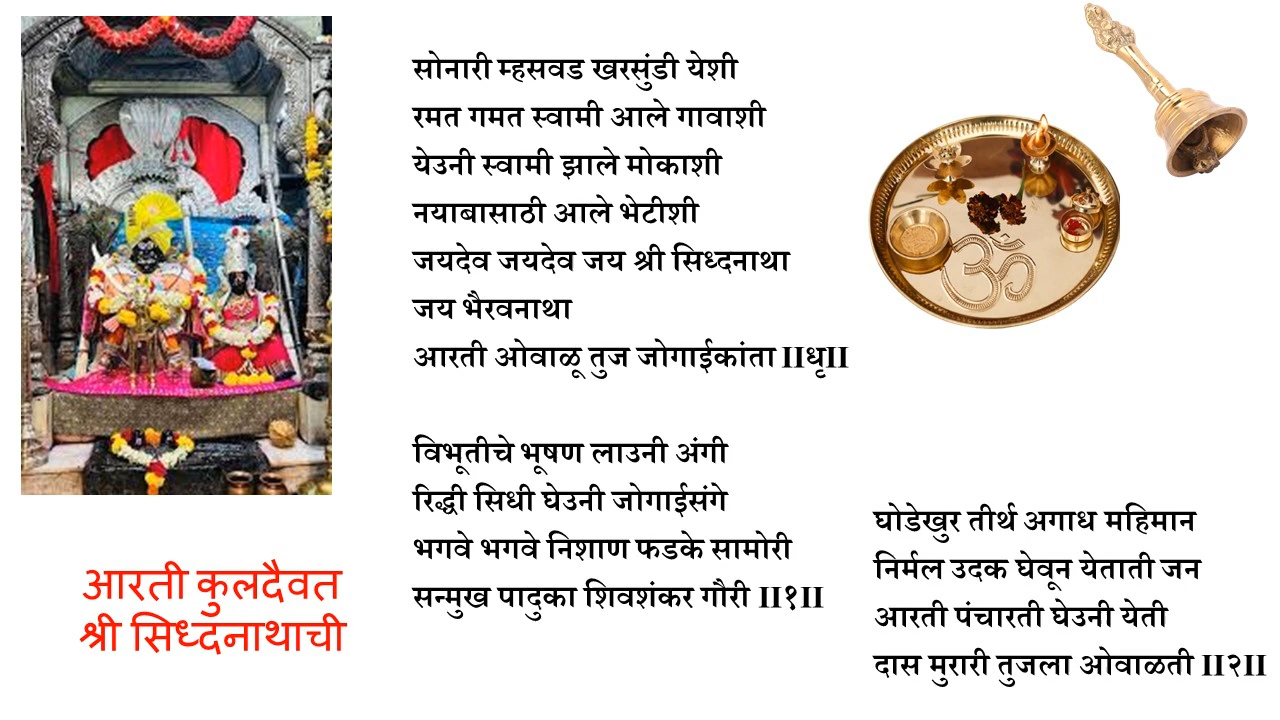 सोनारी म्हसवड खरसुंडी येशी
रमत गमत स्वामी आले गावाशी
येउनी स्वामी झाले मोकाशी
नयाबासाठी आले भेटीशी
जयदेव जयदेव जय श्री सिध्दनाथा
जय भैरवनाथा
आरती ओवाळू तुज जोगाईकांता IIधृII
विभूतीचे भूषण लाउनी अंगी
रिद्धी सिधी घेउनी जोगाईसंगे
भगवे भगवे निशाण फडके सामोरी
सन्मुख पादुका शिवशंकर गौरी II१II
घोडेखुर तीर्थ अगाध महिमान
निर्मल उदक घेवून येताती जन
आरती पंचारती घेउनी येती
दास मुरारी तुजला ओवाळती II२II
आरती कुलदैवत
श्री सिध्दनाथाची
ॐ